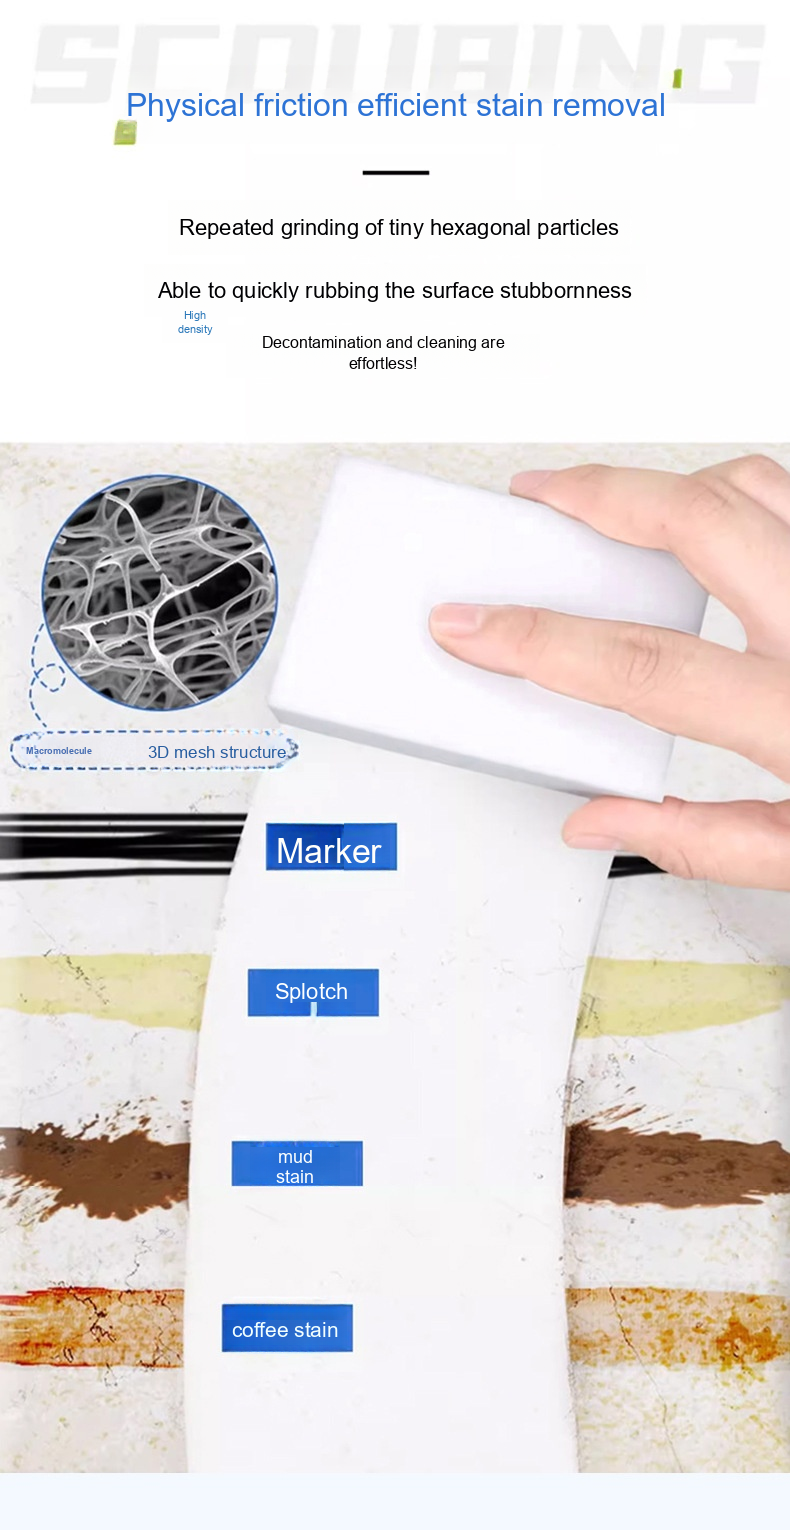 SCOUBING
Physical friction efficient stain removal
Repeated grinding of tiny hexagonal particles
Able to quickly rubbing the surface stubbornness
High
density
Decontamination and cleaning are
effortless!
Macromolecule
3D mesh structure
Marker
Splotch
mud
stain
coffee stain